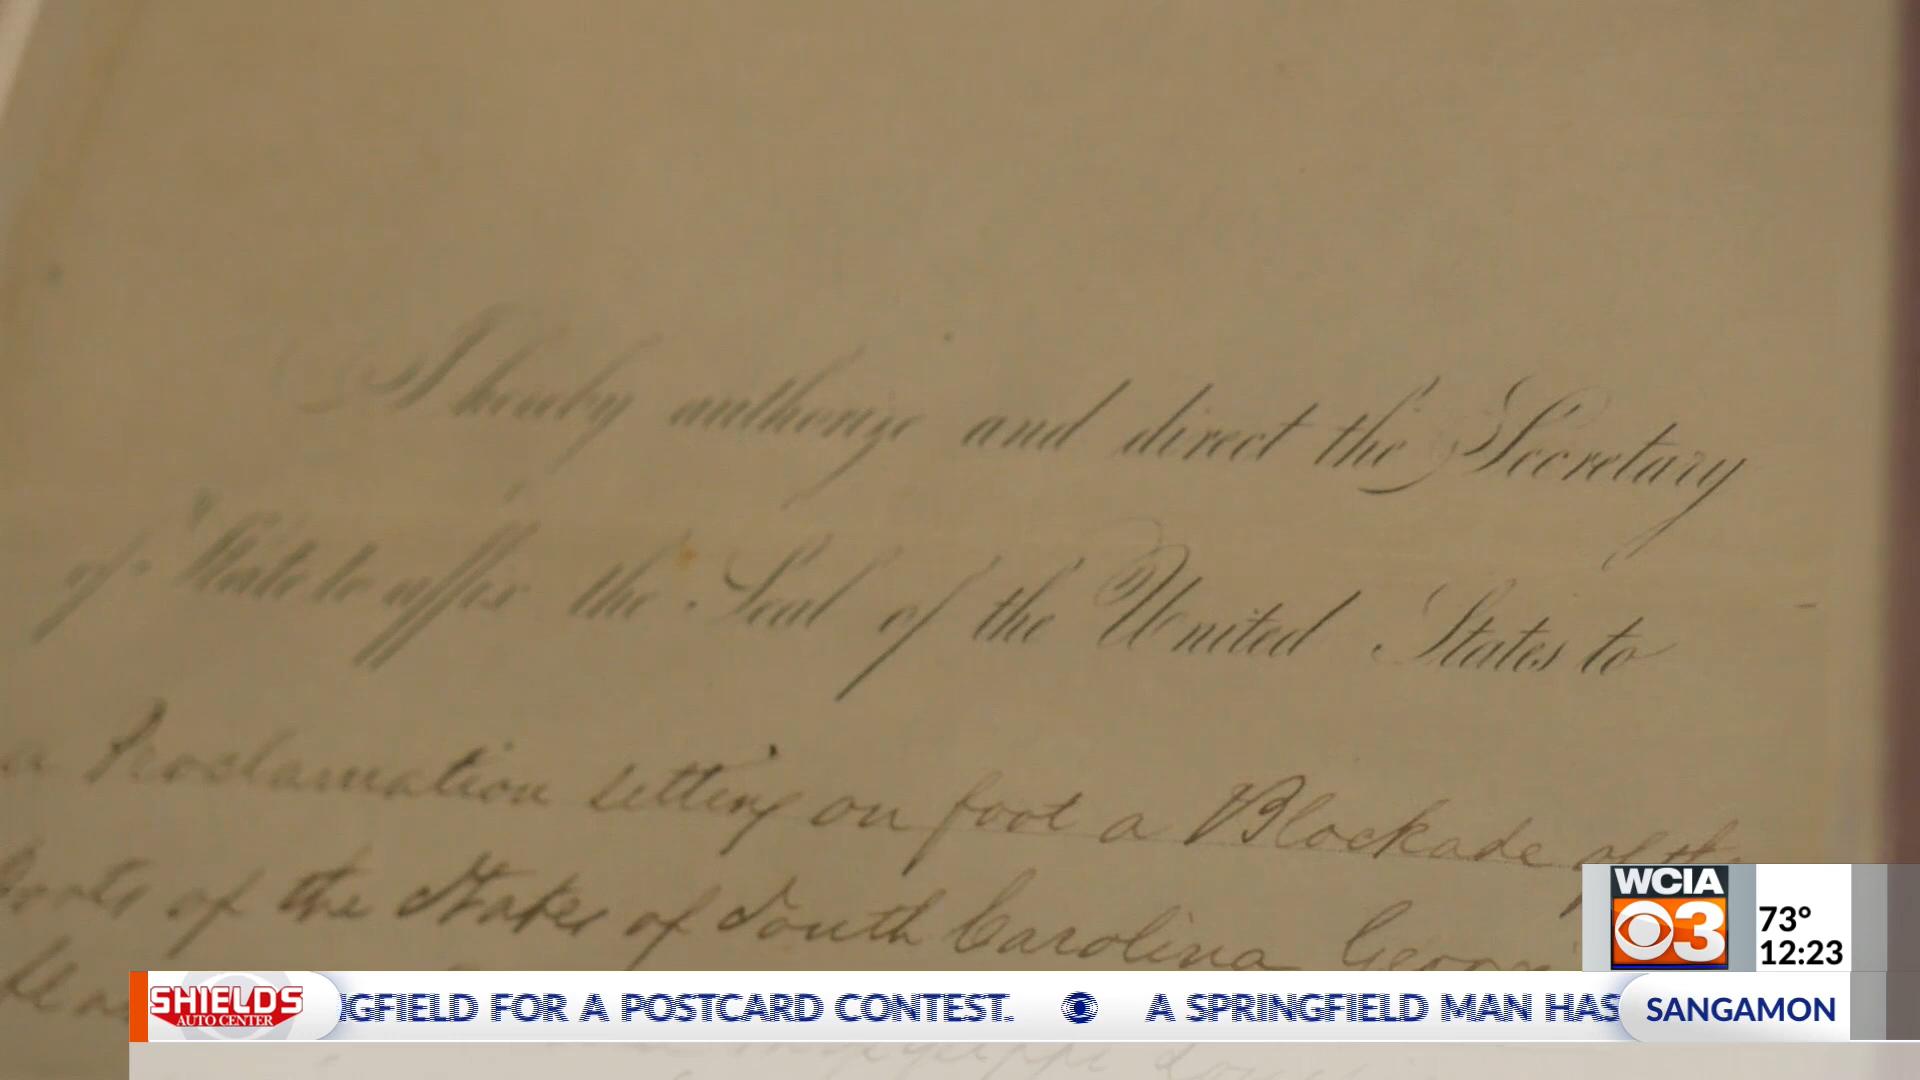 I hereby authorize and direct the Secretary
of State to affix the Seal of the United States to
a Proclamation setting on foot a Blockade of the
Ports of the States of South Carolina Georg
WCIA
3
73°
12:23
SHIELDS
AUTO CENTER
NGFIELD FOR A POSTCARD CONTEST.
A SPRINGFIELD MAN HAS
SANGAMON